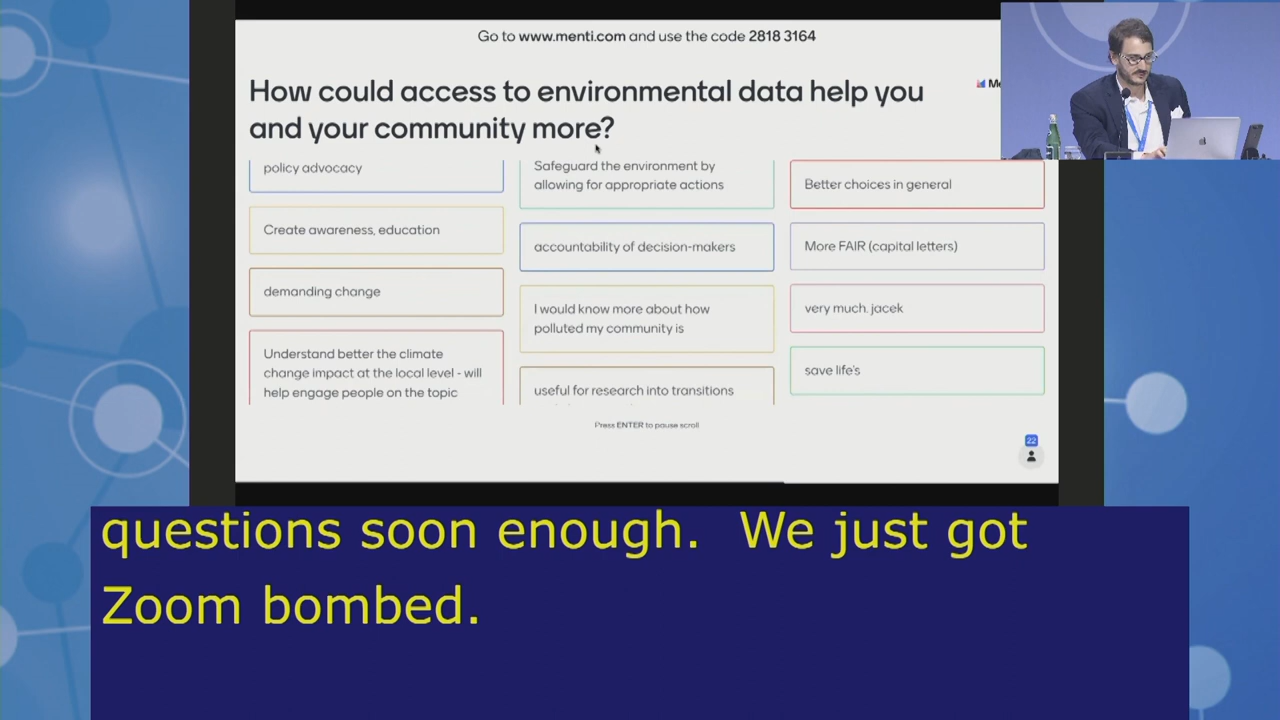 Go to www.menti.com and use the code 2818 3164
How could access to environmental data help you
and your community more?
policy advocacy
Create awareness, education
demanding change
Understand better the climate
change impact at the local level - will
help engage people on the topic
Safeguard the environment by
allowing for appropriate actions
accountability of decision-makers
I would know more about how
polluted my community is
useful for research into transitions
Better choices in general
More FAIR (capital letters)
very much. jacek
save life's
Press ENTER to pause scroll
22
questions soon enough.  We just got
Zoom bombed.